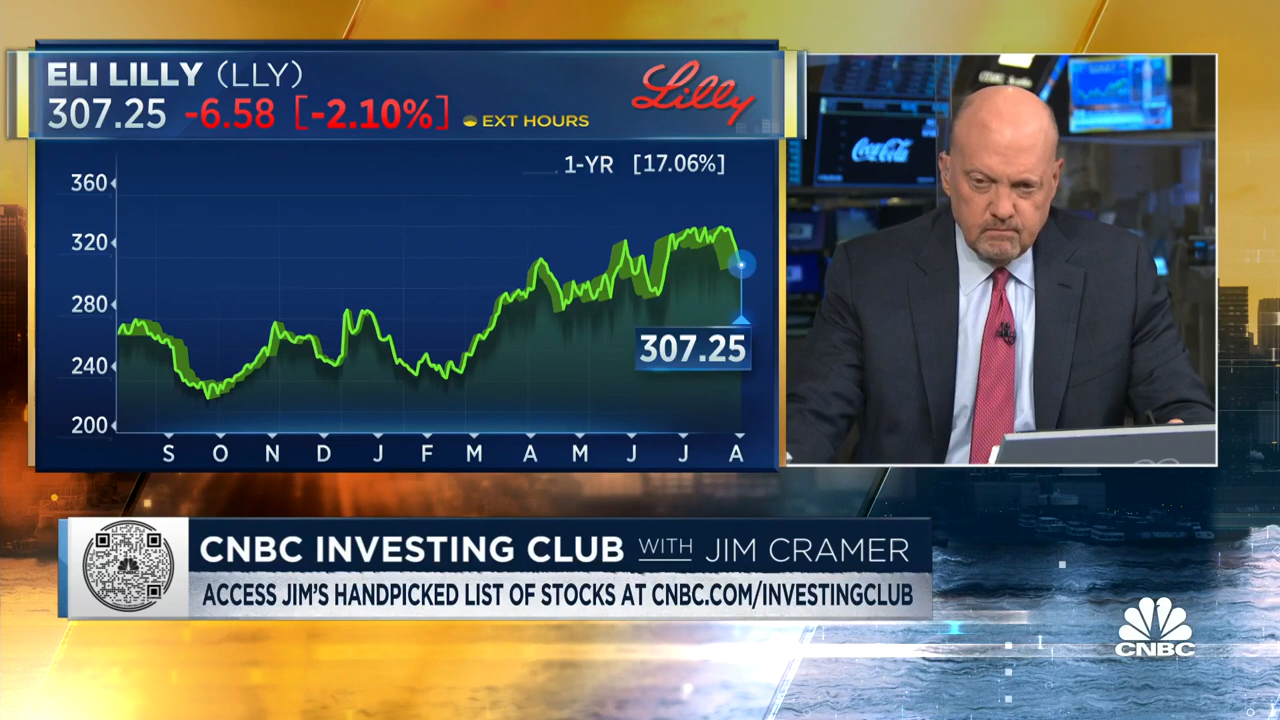 ELI LILLY (LLY)
307.25 -6.58 [-2.10%] EXT HOURS
Lilly
1-YR [17.06%]
360
320
280
240
200
307.25
S O N D J F M A M J J A
Coca-Cola
CNBC INVESTING CLUB WITH JIM CRAMER
ACCESS JIM'S HANDPICKED LIST OF STOCKS AT CNBC.COM/INVESTINGCLUB
CNBC